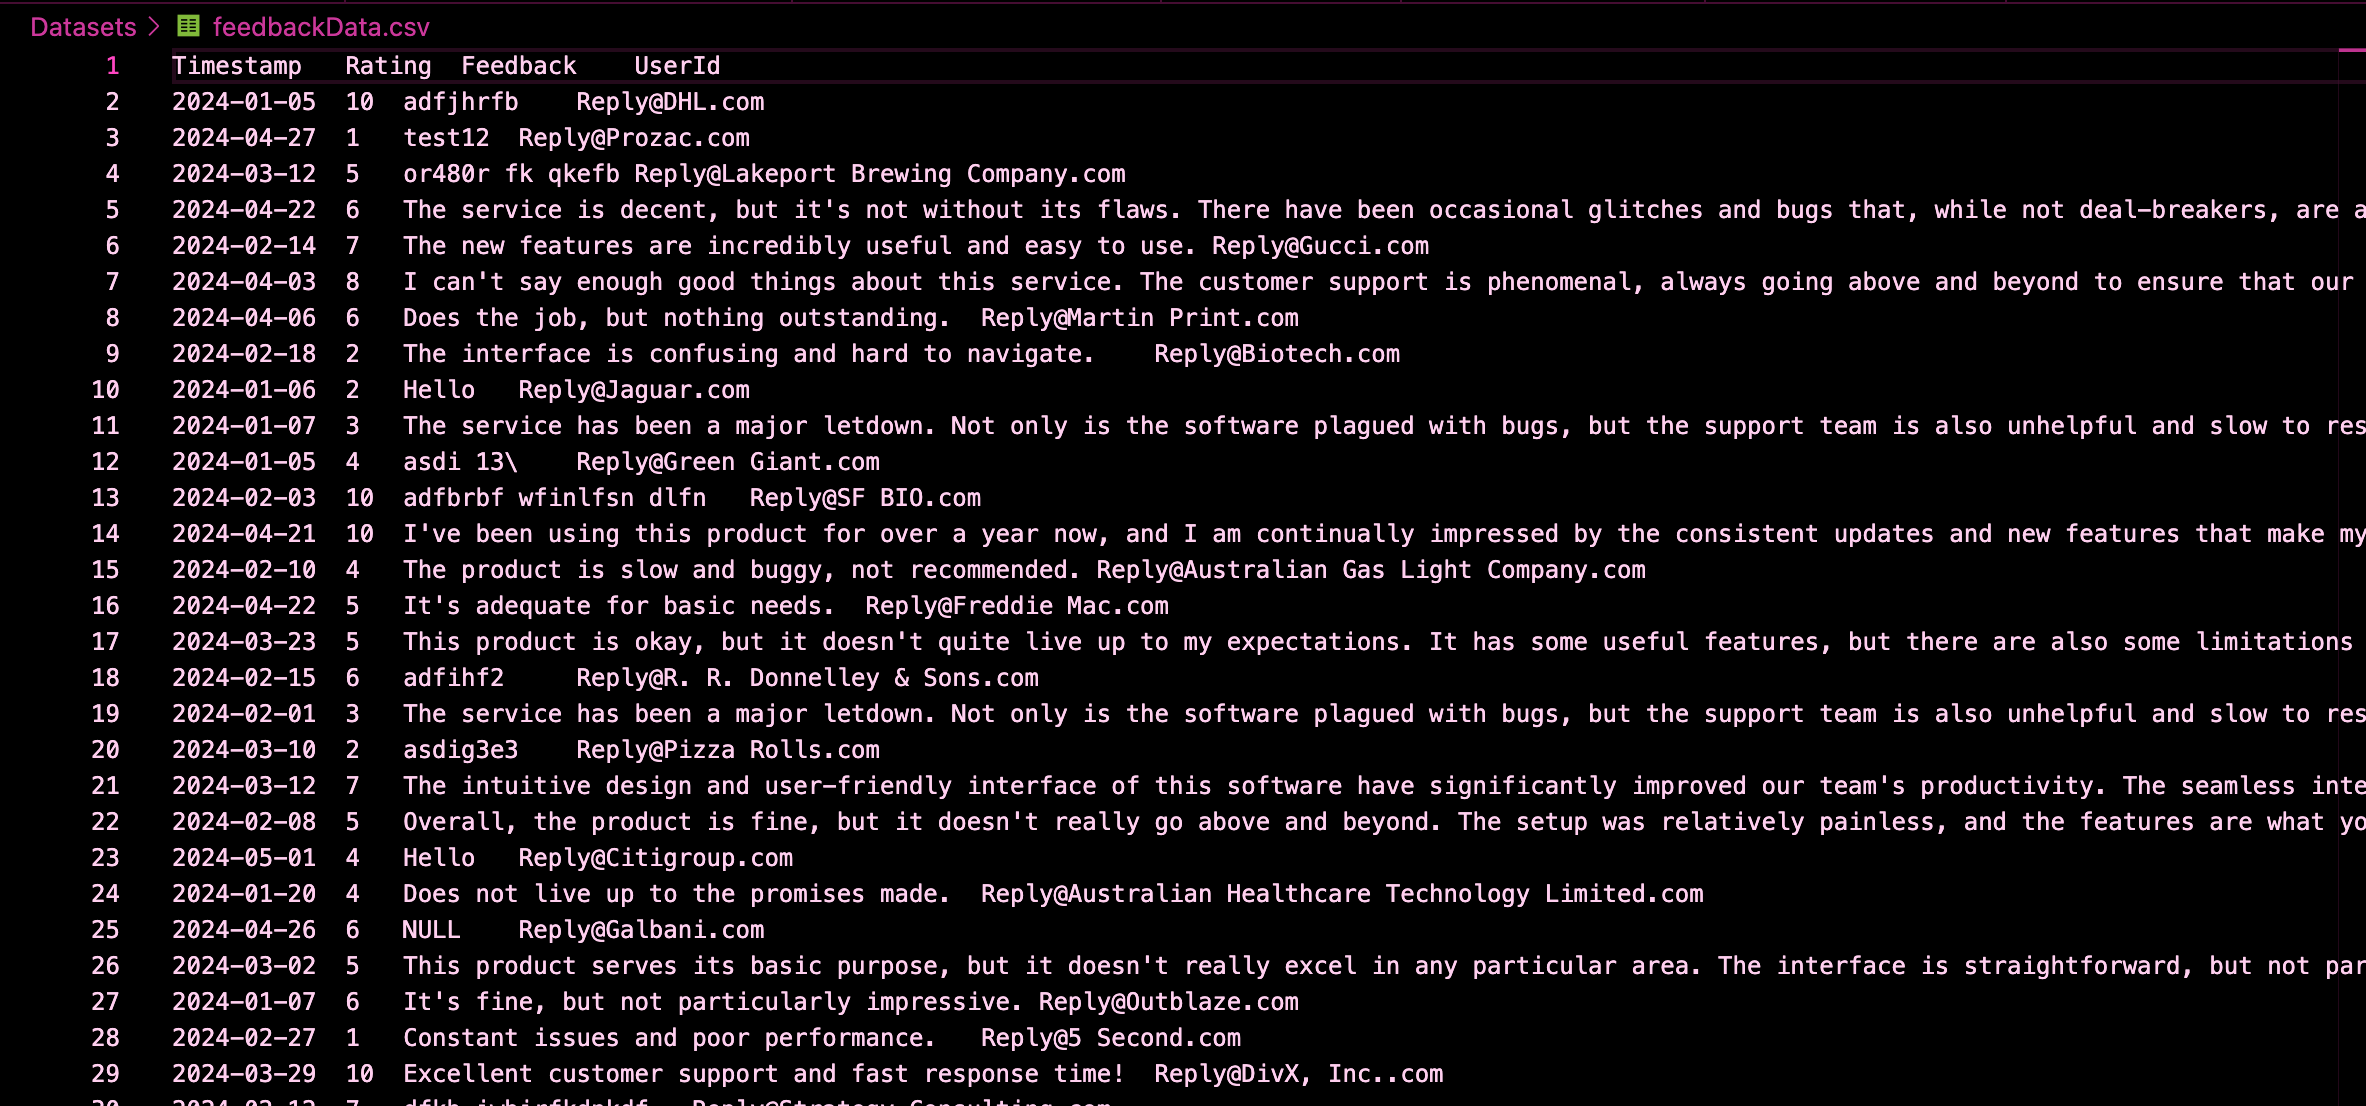 Datasets > feedbackData.csv
1 Timestamp Rating Feedback UserId
2 2024-01-05 10 adfjhrfb Reply@DHL.com
3 2024-04-27 1 test12 Reply@Prozac.com
4 2024-03-12 5 or480r fk qkefb Reply@Lakeport Brewing Company.com
5 2024-04-22 6 The service is decent, but it's not without its flaws. There have been occasional glitches and bugs that, while not deal-breakers, are a
6 2024-02-14 7 The new features are incredibly useful and easy to use. Reply@Gucci.com
7 2024-04-03 8 I can't say enough good things about this service. The customer support is phenomenal, always going above and beyond to ensure that our
8 2024-04-06 6 Does the job, but nothing outstanding. Reply@Martin Print.com
9 2024-02-18 2 The interface is confusing and hard to navigate. Reply@Biotech.com
10 2024-01-06 2 Hello Reply@Jaguar.com
11 2024-01-07 3 The service has been a major letdown. Not only is the software plagued with bugs, but the support team is also unhelpful and slow to res
12 2024-01-05 4 asdi 13\ Reply@Green Giant.com
13 2024-02-03 10 adfbrbf wfinlfsn dlfn Reply@SF BIO.com
14 2024-04-21 10 I've been using this product for over a year now, and I am continually impressed by the consistent updates and new features that make my
15 2024-02-10 4 The product is slow and buggy, not recommended. Reply@Australian Gas Light Company.com
16 2024-04-22 5 It's adequate for basic needs. Reply@Freddie Mac.com
17 2024-03-23 5 This product is okay, but it doesn't quite live up to my expectations. It has some useful features, but there are also some limitations
18 2024-02-15 6 adfihf2 Reply@R. R. Donnelley & Sons.com
19 2024-02-01 3 The service has been a major letdown. Not only is the software plagued with bugs, but the support team is also unhelpful and slow to res
20 2024-03-10 2 asdig3e3 Reply@Pizza Rolls.com
21 2024-03-12 7 The intuitive design and user-friendly interface of this software have significantly improved our team's productivity. The seamless inte
22 2024-02-08 5 Overall, the product is fine, but it doesn't really go above and beyond. The setup was relatively painless, and the features are what yo
23 2024-05-01 4 Hello Reply@Citigroup.com
24 2024-01-20 4 Does not live up to the promises made. Reply@Australian Healthcare Technology Limited.com
25 2024-04-26 6 NULL Reply@Galbani.com
26 2024-03-02 5 This product serves its basic purpose, but it doesn't really excel in any particular area. The interface is straightforward, but not par
27 2024-01-07 6 It's fine, but not particularly impressive. Reply@Outblaze.com
28 2024-02-27 1 Constant issues and poor performance. Reply@5 Second.com
29 2024-03-29 10 Excellent customer support and fast response time! Reply@DivX, Inc..com